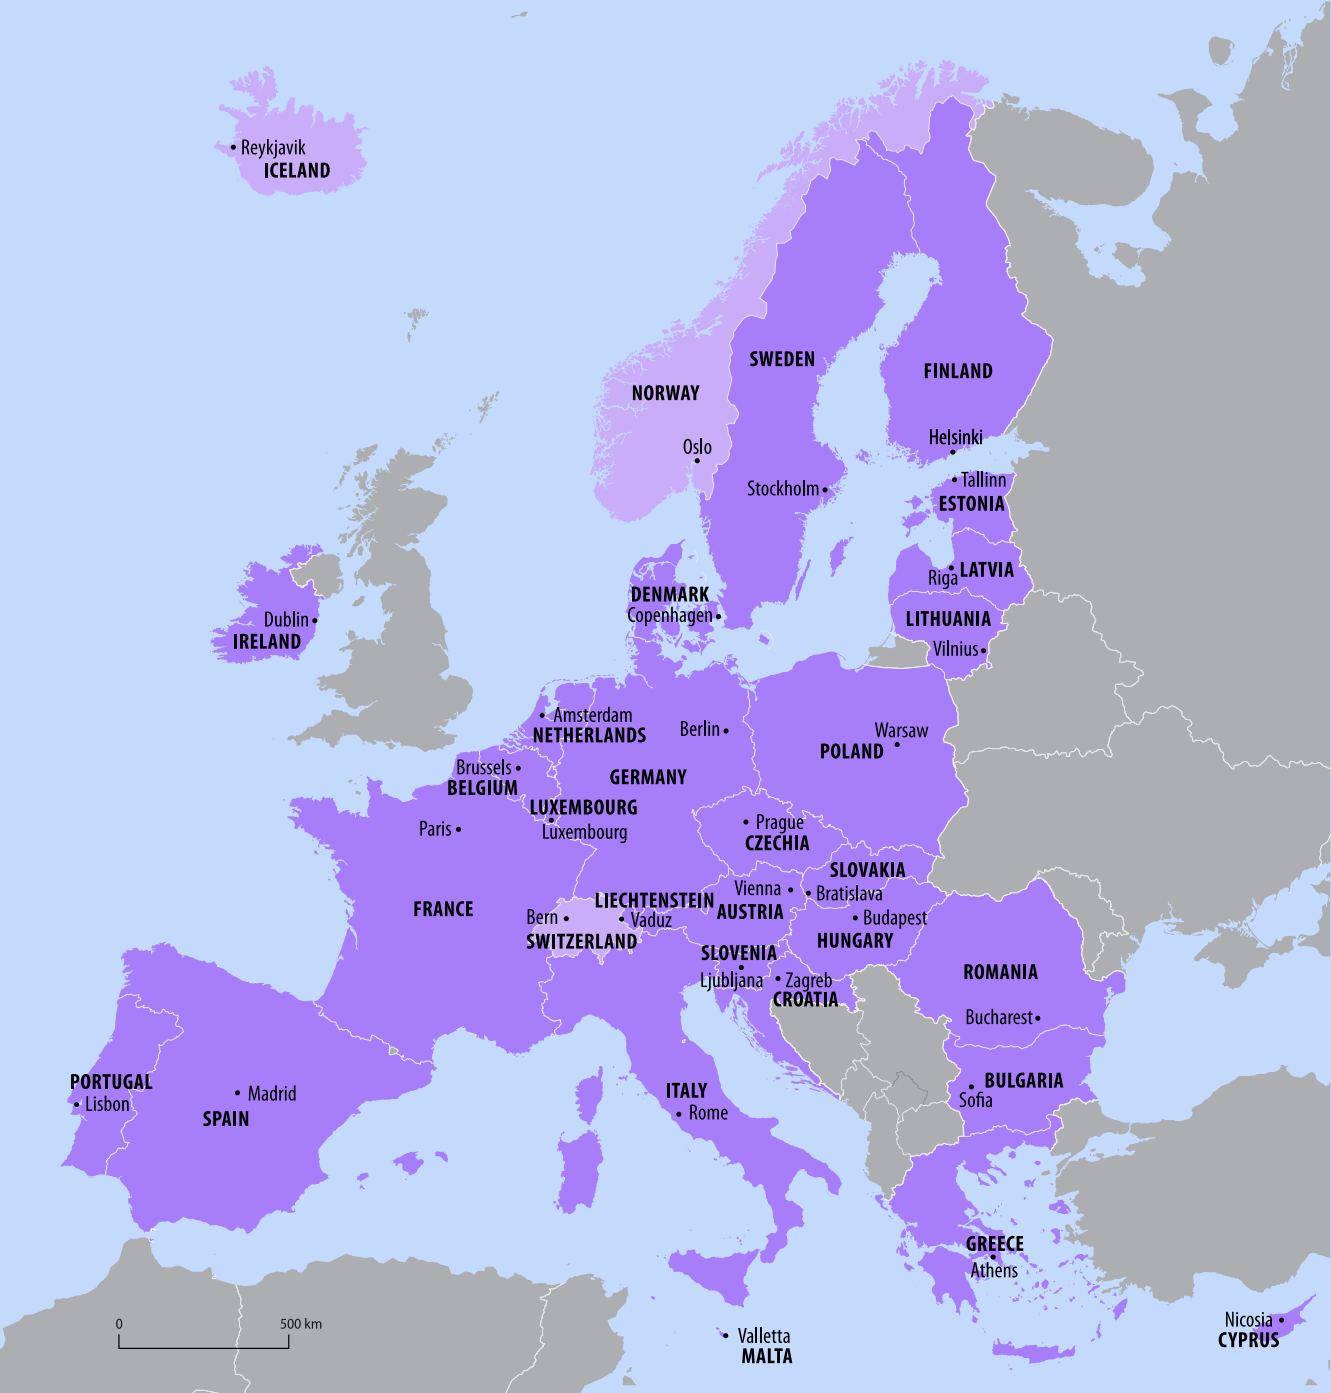 Reykjavik
ICELAND
SWEDEN
FINLAND
NORWAY
Helsinki
Oslo
Tallinn
Stockholm
ESTONIA
LATVIA
Riga
DENMARK
Copenhagen
LITHUANIA
Dublin
IRELAND
Vilnius
Amsterdam
NETHERLANDS
Berlin
Warsaw
POLAND
Brussels
BELGIUM
GERMANY
LUXEMBOURG
Luxembourg
Paris
Prague
CZECHIA
SLOVAKIA
Vienna
Bratislava
LIECHTENSTEIN
Vaduz
AUSTRIA
FRANCE
Bern
SWITZERLAND
Budapest
HUNGARY
SLOVENIA
Ljubljana
Zagreb
CROATIA
ROMANIA
Bucharest
PORTUGAL
Lisbon
Madrid
SPAIN
ITALY
Rome
BULGARIA
Sofia
GREECE
Athens
0 500 km
Valletta
MALTA
Nicosia
CYPRUS